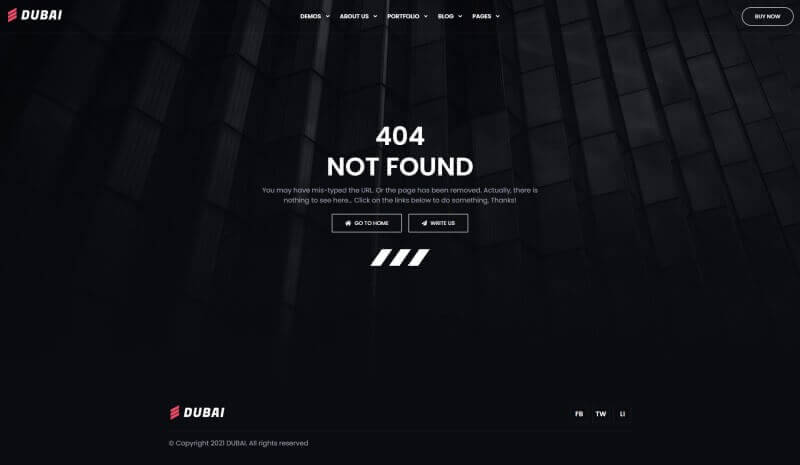 DUBAI
DEMOS ABOUT US PORTFOLIO BLOG PAGES
BUY NOW
404
NOT FOUND
You may have mis-typed the URL. Or the page has been removed. Actually, there is
nothing to see here... Click on the links below to do something, Thanks!
GO TO HOME WRITE US
DUBAI
FB TW LI
© Copyright 2021 DUBAI. All rights reserved